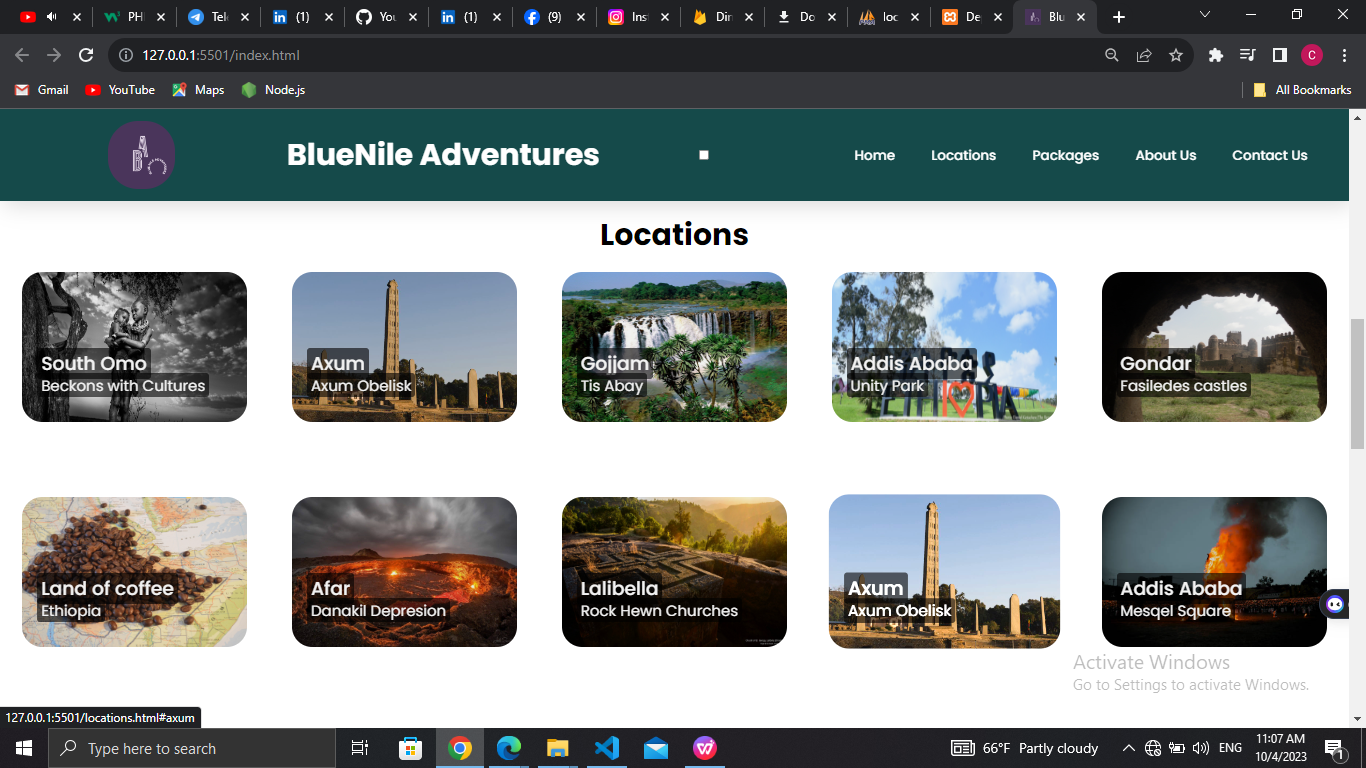 Tel
(1)
You
(1)
(9)
Inst
Do
loc
Blu
127.0.0.1:5501/index.html
C
Gmail
YouTube
Maps
Node.js
All Bookmarks
BlueNile Adventures
Home
Locations
Packages
About Us
Contact Us
Locations
South Omo
Beckons with Cultures
Axum
Axum Obelisk
Gojjam
Tis Abay
Addis Ababa
Unity Park
Gondar
Fasiledes castles
Land of coffee
Ethiopia
Afar
Danakil Depresion
Lalibella
Rock Hewn Churches
Axum
Axum Obelisk
Addis Ababa
Mesqel Square
Activate Windows
Go to Settings to activate Windows.
127.0.0.1:5501/locations.html#axum
Type here to search
66°F Partly cloudy
ENG
11:07 AM
10/4/2023
1